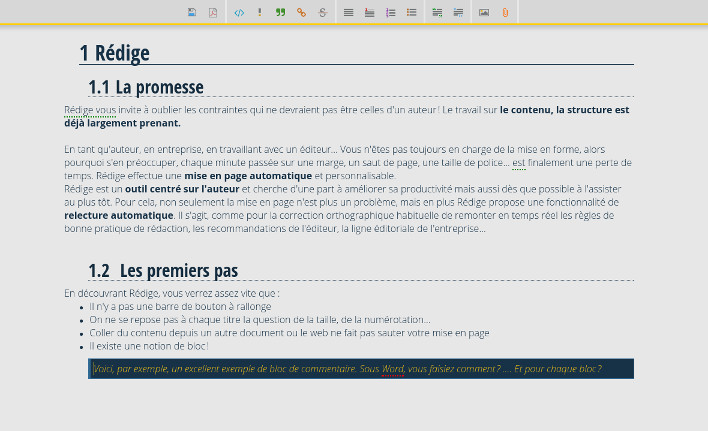 1 Rédige
1.1 La promesse
Rédige vous invite à oublier les contraintes qui ne devraient pas être celles d'un auteur! Le travail sur le contenu, la structure est
déjà largement prenant.
En tant qu'auteur, en entreprise, en travaillant avec un éditeur... Vous n'êtes pas toujours en charge de la mise en forme, alors
pourquoi s'en préoccuper, chaque minute passée sur une marge, un saut de page, une taille de police... est finalement une perte de
temps. Rédige effectue une mise en page automatique et personnalisable.
Rédige est un outil centré sur l'auteur et cherche d'une part à améliorer sa productivité mais aussi dès que possible à l'assister
au plus tôt. Pour cela, non seulement la mise en page n'est plus un problème, mais en plus Rédige propose une fonctionnalité de
relecture automatique. Il s'agit, comme pour la correction orthographique habituelle de remonter en temps réel les règles de
bonne pratique de rédaction, les recommandations de l'éditeur, la ligne éditoriale de l'entreprise...
1.2 Les premiers pas
En découvrant Rédige, vous verrez assez vite que :
• Il n'y a pas une barre de bouton à rallonge
• On ne se repose pas à chaque titre la question de la taille, de la numérotation...
• Coller du contenu depuis un autre document ou le web ne fait pas sauter votre mise en page
• Il existe une notion de bloc!
Voici, par exemple, un excellent exemple de bloc de commentaire. Sous Word, vous faisiez comment? .... Et pour chaque bloc?